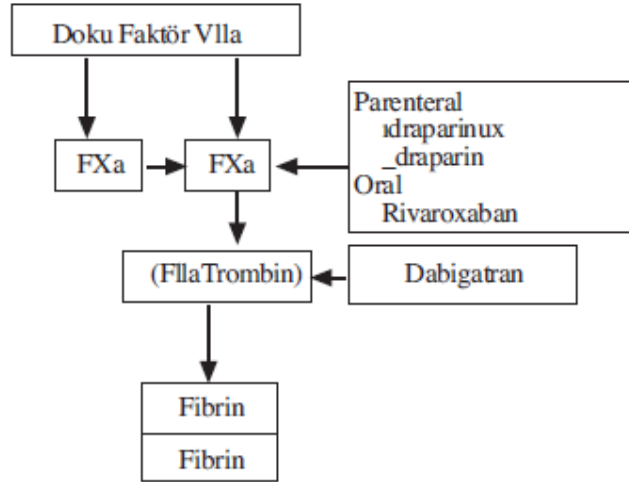 Doku Faktör Vlla
FXa
FXa
Parenteral
ıdraparinux
_draparin
Oral
Rivaroxaban
(FllaTrombin)
Dabigatran
Fibrin
Fibrin